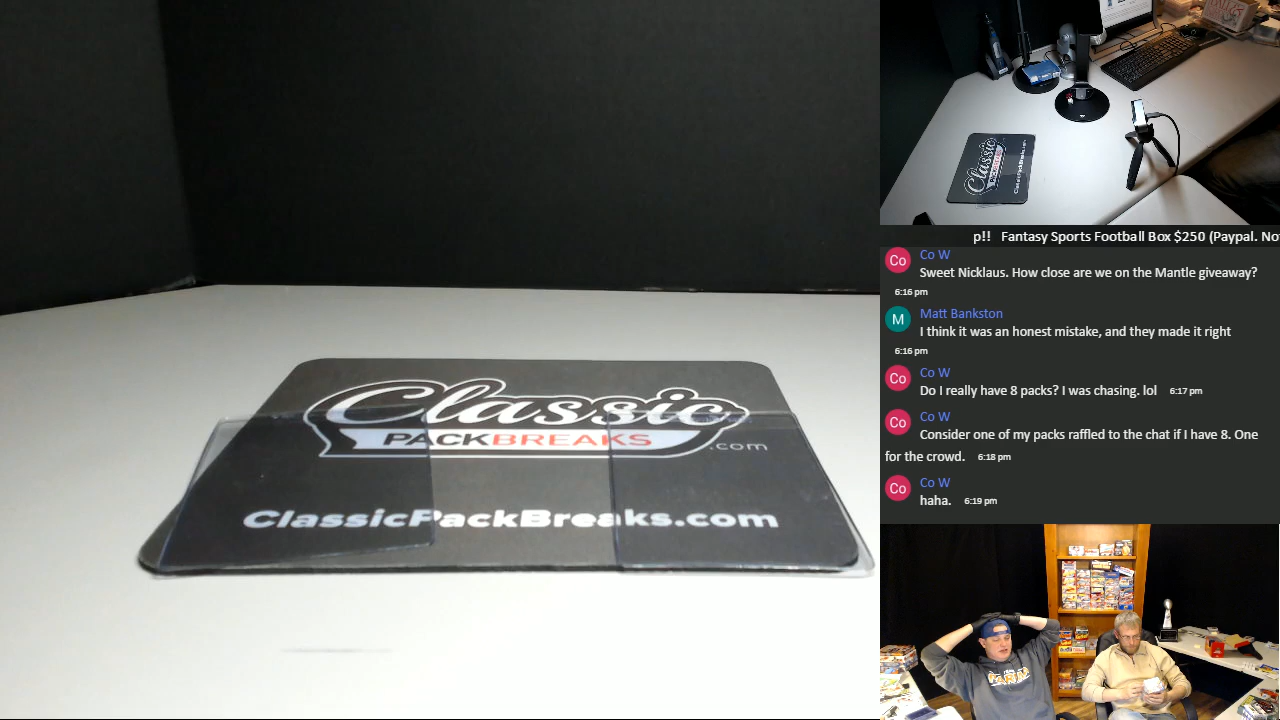 Classic
PACKBREAKS
.com
ClassicPackBreaks.com
Classic
PACKBREAKS
ClassicPackBreaks.com
p!! Fantasy Sports Football Box $250 (Paypal. No
Co
Co W
Sweet Nicklaus. How close are we on the Mantle giveaway?
6:16 pm
M
Matt Bankston
I think it was an honest mistake, and they made it right
6:16 pm
Co
Co W
Do I really have 8 packs? I was chasing. lol 6:17 pm
Co
Co W
Consider one of my packs raffled to the chat if I have 8. One
for the crowd. 6:18 pm
Co
Co W
haha. 6:19 pm